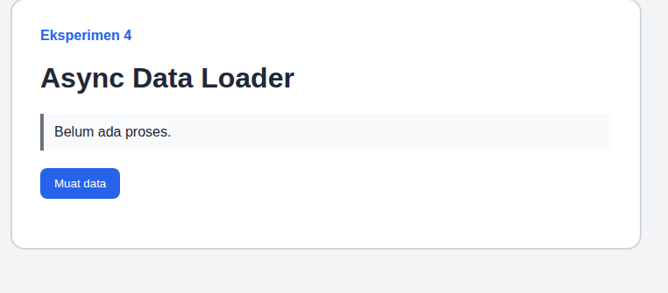 Eksperimen 4
Async Data Loader
Belum ada proses.
Muat data